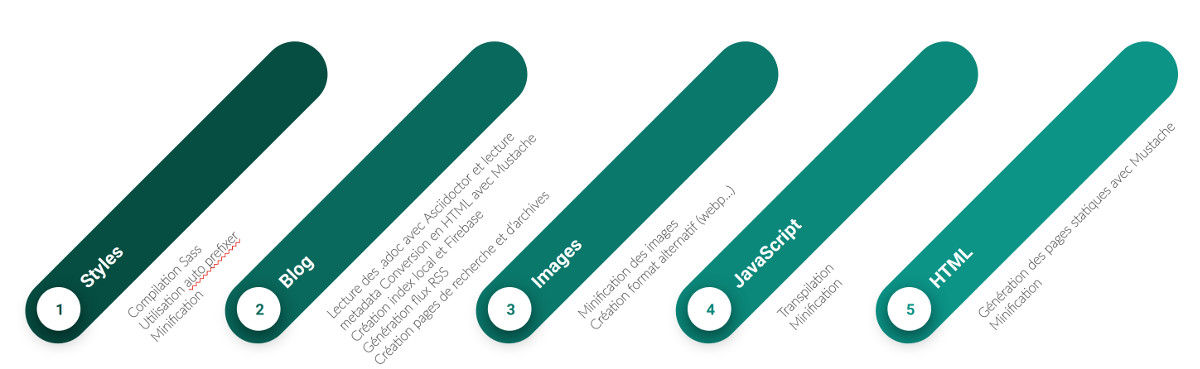 1
Styles
Compilation Sass
Utilisation auto prefixer
Minification
2
Blog
Lecture des .adoc avec Asciidoctor et lecture
metadata Conversion en HTML avec Mustache
Création index local et Firebase
Génération flux RSS
Création pages de recherche et d'archives
3
Images
Minification des images
Création format alternatif (webp...)
4
JavaScript
Transpilation
Minification
5
HTML
Génération des pages statiques avec Mustache
Minification